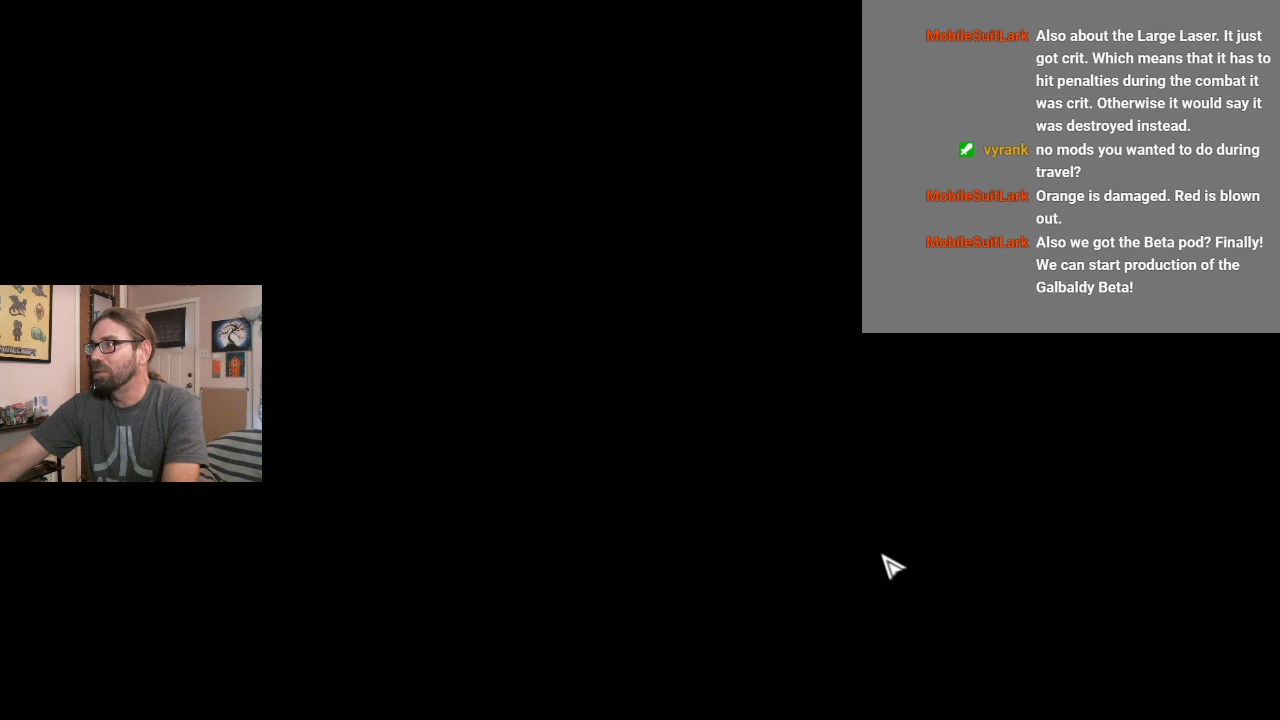 MobileSuitLark Also about the Large Laser. It just
got crit. Which means that it has to
hit penalties during the combat it
was crit. Otherwise it would say it
was destroyed instead.
vyrank no mods you wanted to do during
travel?
MobileSuitLark Orange is damaged. Red is blown
out.
MobileSuitLark Also we got the Beta pod? Finally!
We can start production of the
Galbaldy Beta!